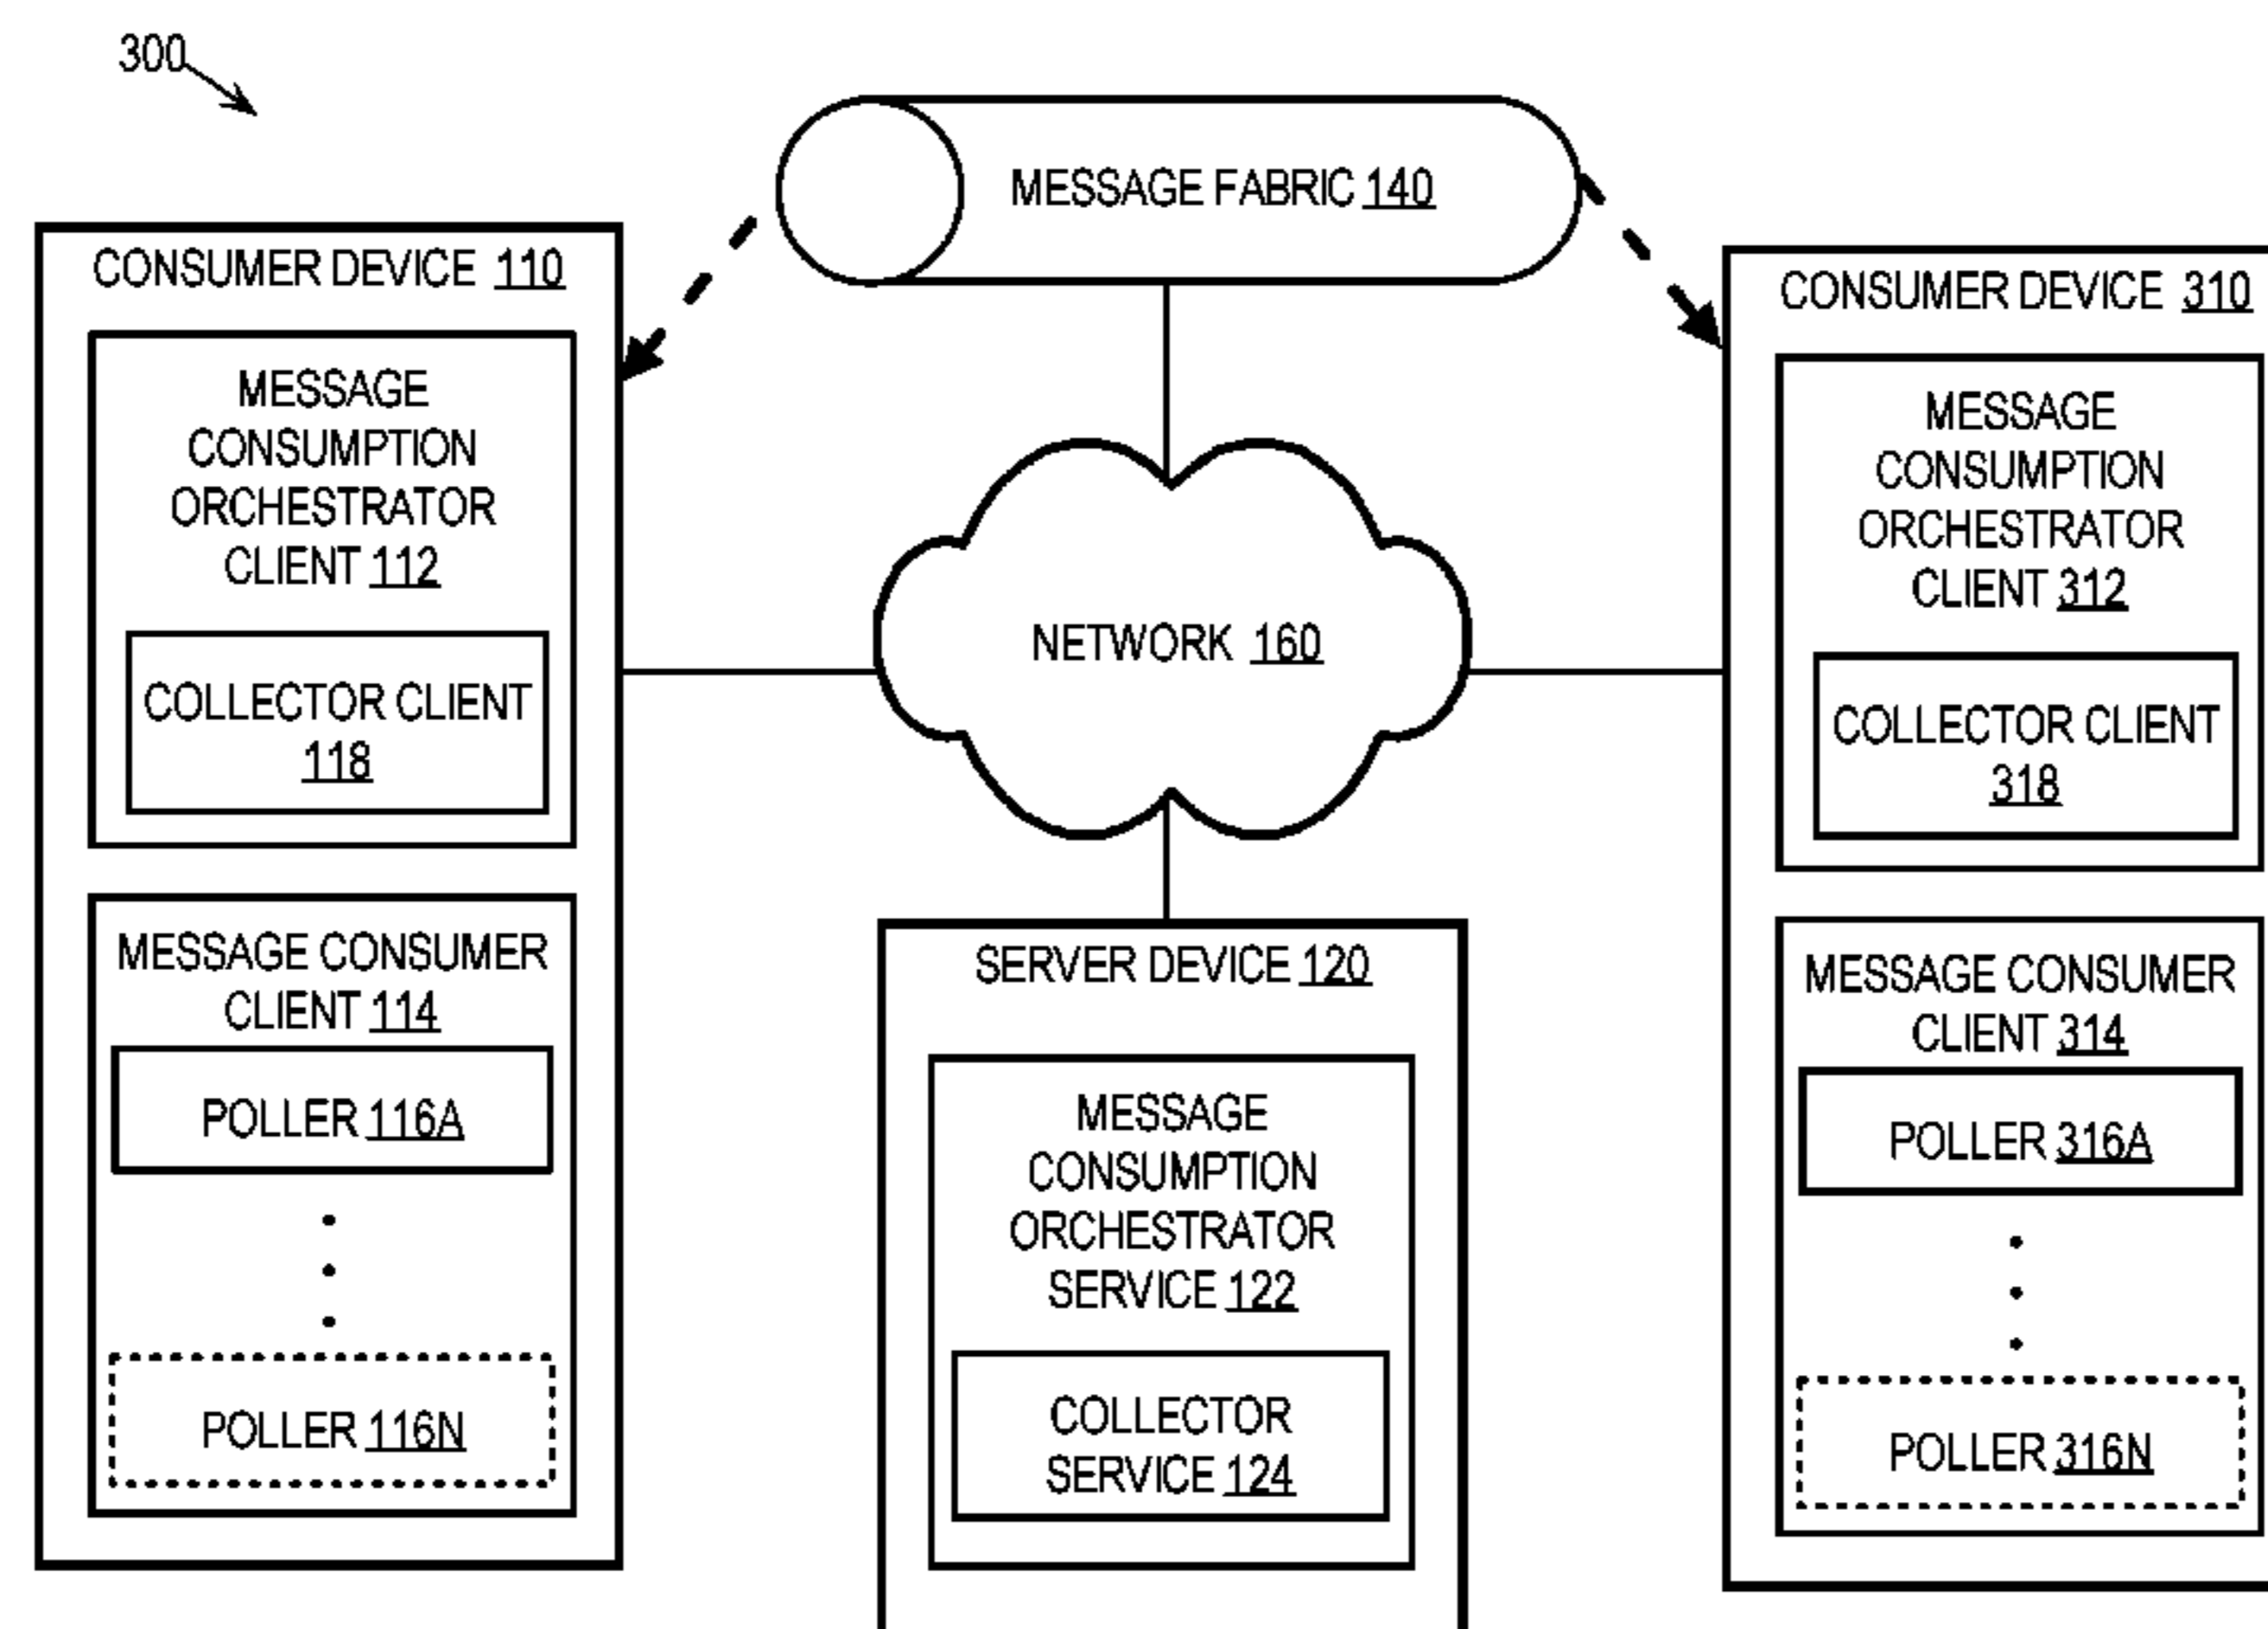 300
MESSAGE FABRIC 140
CONSUMER DEVICE 110
MESSAGE
CONSUMPTION
ORCHESTRATOR
CLIENT 112
COLLECTOR CLIENT
118
MESSAGE CONSUMER
CLIENT 114
POLLER 116A
POLLER 116N
NETWORK 160
SERVER DEVICE 120
MESSAGE
CONSUMPTION
ORCHESTRATOR
SERVICE 122
COLLECTOR
SERVICE 124
CONSUMER DEVICE 310
MESSAGE
CONSUMPTION
ORCHESTRATOR
CLIENT 312
COLLECTOR CLIENT
318
MESSAGE CONSUMER
CLIENT 314
POLLER 316A
POLLER 316N